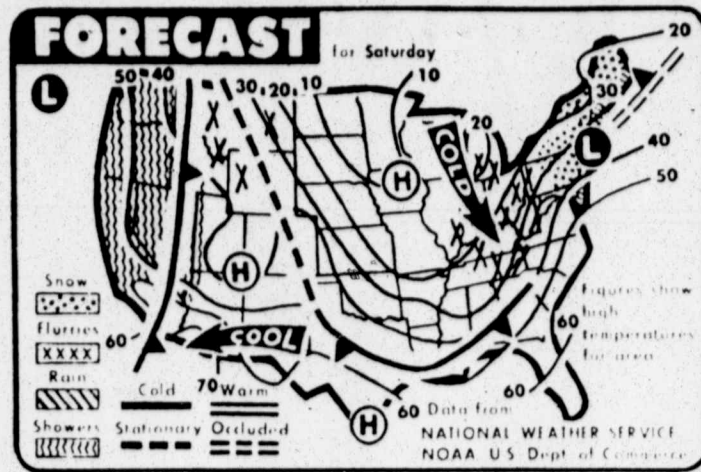 FORECAST
for Saturday
L
50 40
30 20 10
10
20
20
30
L
40
50
COLD
H
H
COOL
60
Snow
Flurries
XXXX
Rain
Showers
Cold
70 Warm
Stationary
Occluded
H
60
60
60
Figures show
high
temperatures
for area
Data from
NATIONAL WEATHER SERVICE
NOAA U S Dept of Commerce